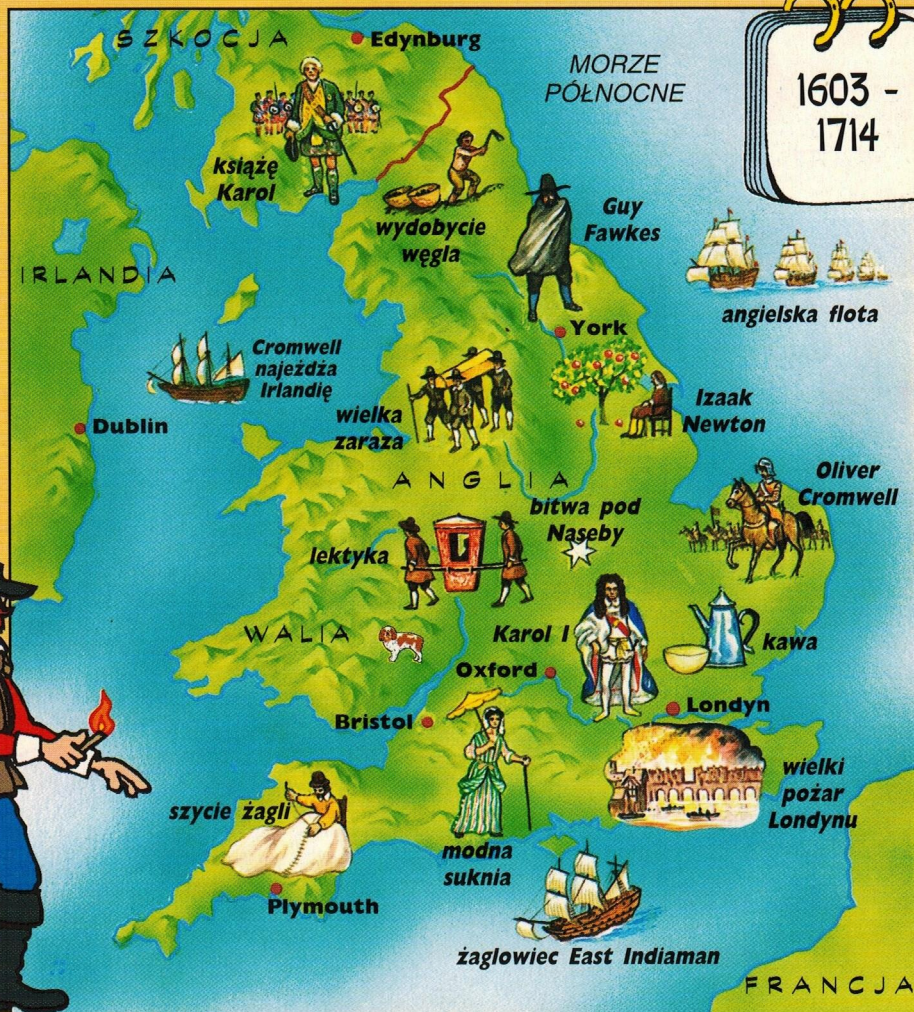 SZKOCJA
Edynburg
MORZE
PÓŁNOCNE
1603 -
1714
książę
Karol
wydobycie
węgla
Guy
Fawkes
IRLANDIA
angielska flota
York
Cromwell
najeżdża
Irlandię
Izaak
Newton
wielka
zaraza
Dublin
ANGLIA
Oliver
Cromwell
bitwa pod
Naseby
lektyka
WALIA
Karol I
kawa
Oxford
Londyn
Bristol
wielki
pożar
Londynu
szycie żagli
modna
suknia
Plymouth
żaglowiec East Indiaman
FRANCJA